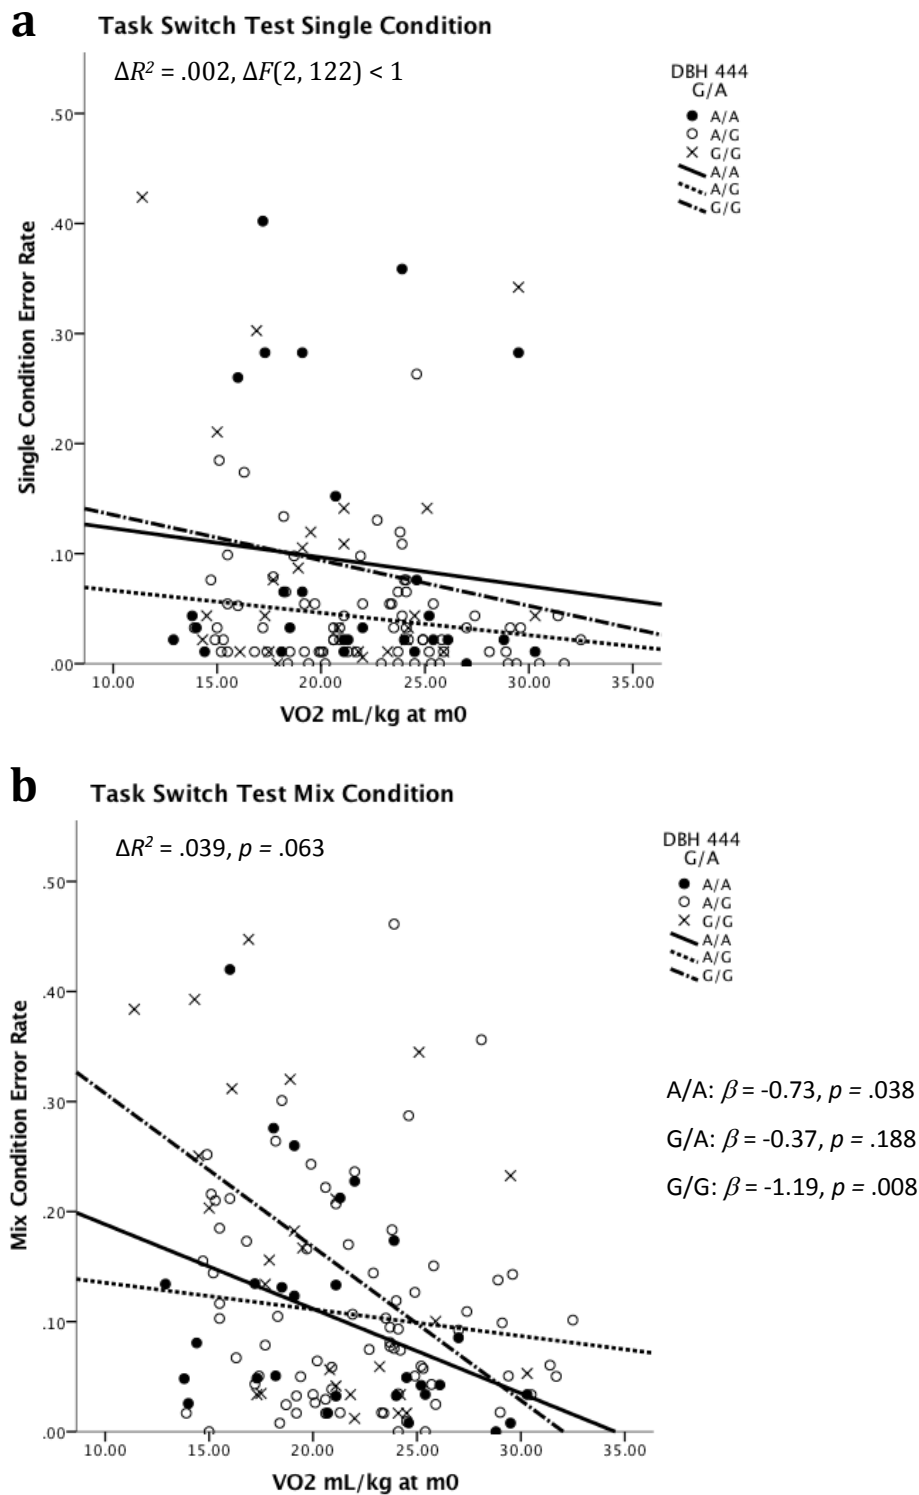 a
Task Switch Test Single Condition
ΔR² = .002, ΔF(2, 122) < 1
DBH 444
G/A
A/A
A/G
G/G
A/A
A/G
G/G
.50
.40
.30
.20
.10
.00
Single Condition Error Rate
10.00 15.00 20.00 25.00 30.00 35.00
VO2 mL/kg at m0
b
Task Switch Test Mix Condition
ΔR² = .039, p = .063
DBH 444
G/A
A/A
A/G
G/G
A/A
A/G
G/G
.50
.40
.30
.20
.10
.00
Mix Condition Error Rate
A/A: β = -0.73, p = .038
G/A: β = -0.37, p = .188
G/G: β = -1.19, p = .008
10.00 15.00 20.00 25.00 30.00 35.00
VO2 mL/kg at m0